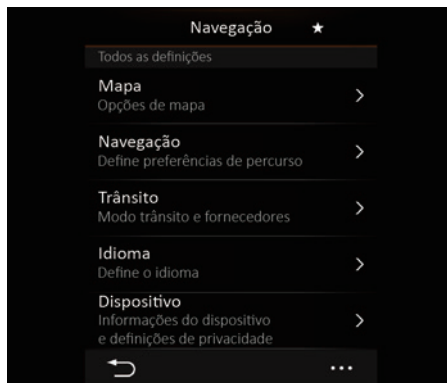 Navegação
Todos as definições
Mapa
Opções de mapa
Navegação
Define preferências de percurso
Trânsito
Modo trânsito e fornecedores
Idioma
Define o idioma
Dispositivo
Informações do dispositivo
e definições de privacidade